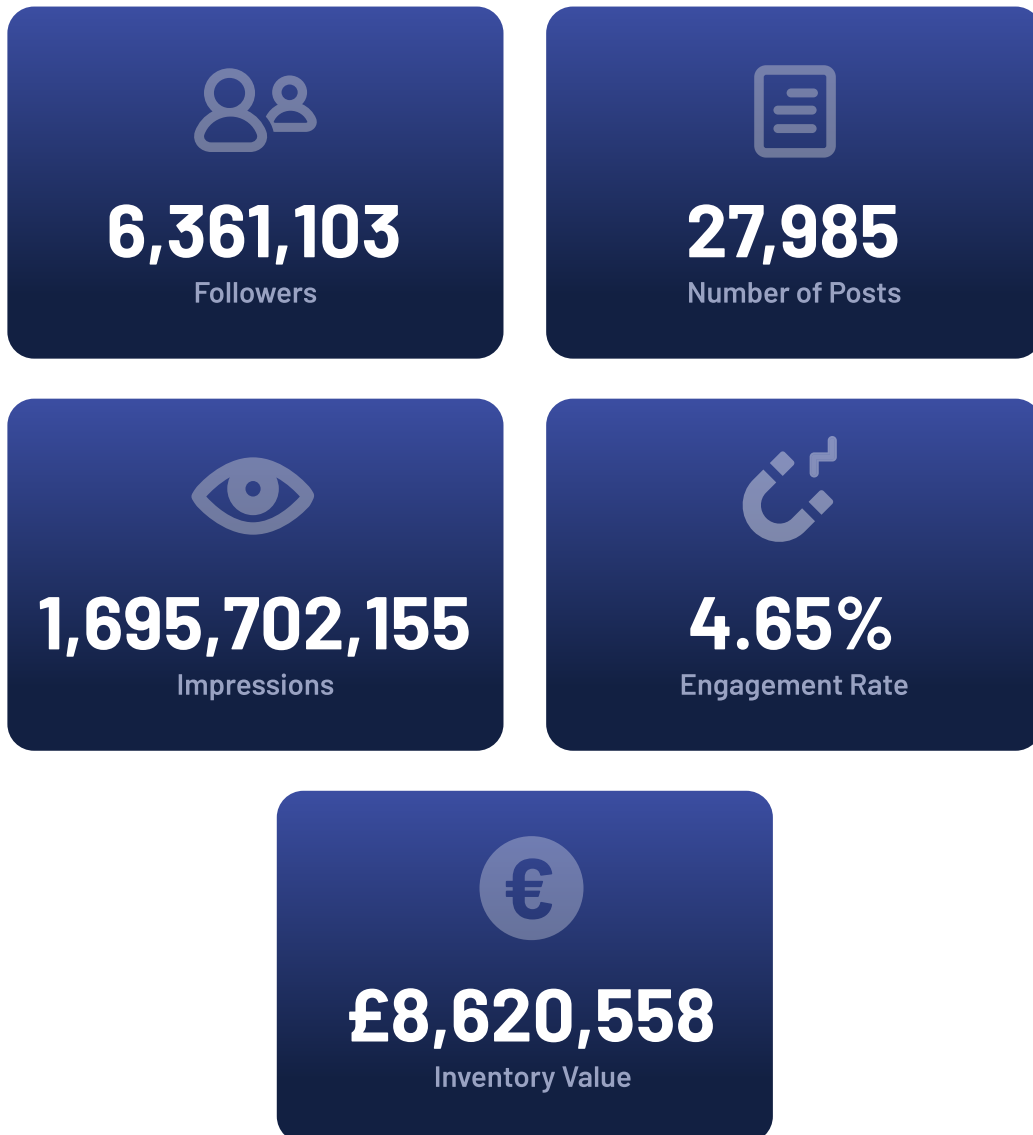 6,361,103
Followers
27,985
Number of Posts
1,695,702,155
Impressions
4.65%
Engagement Rate
€
£8,620,558
Inventory Value